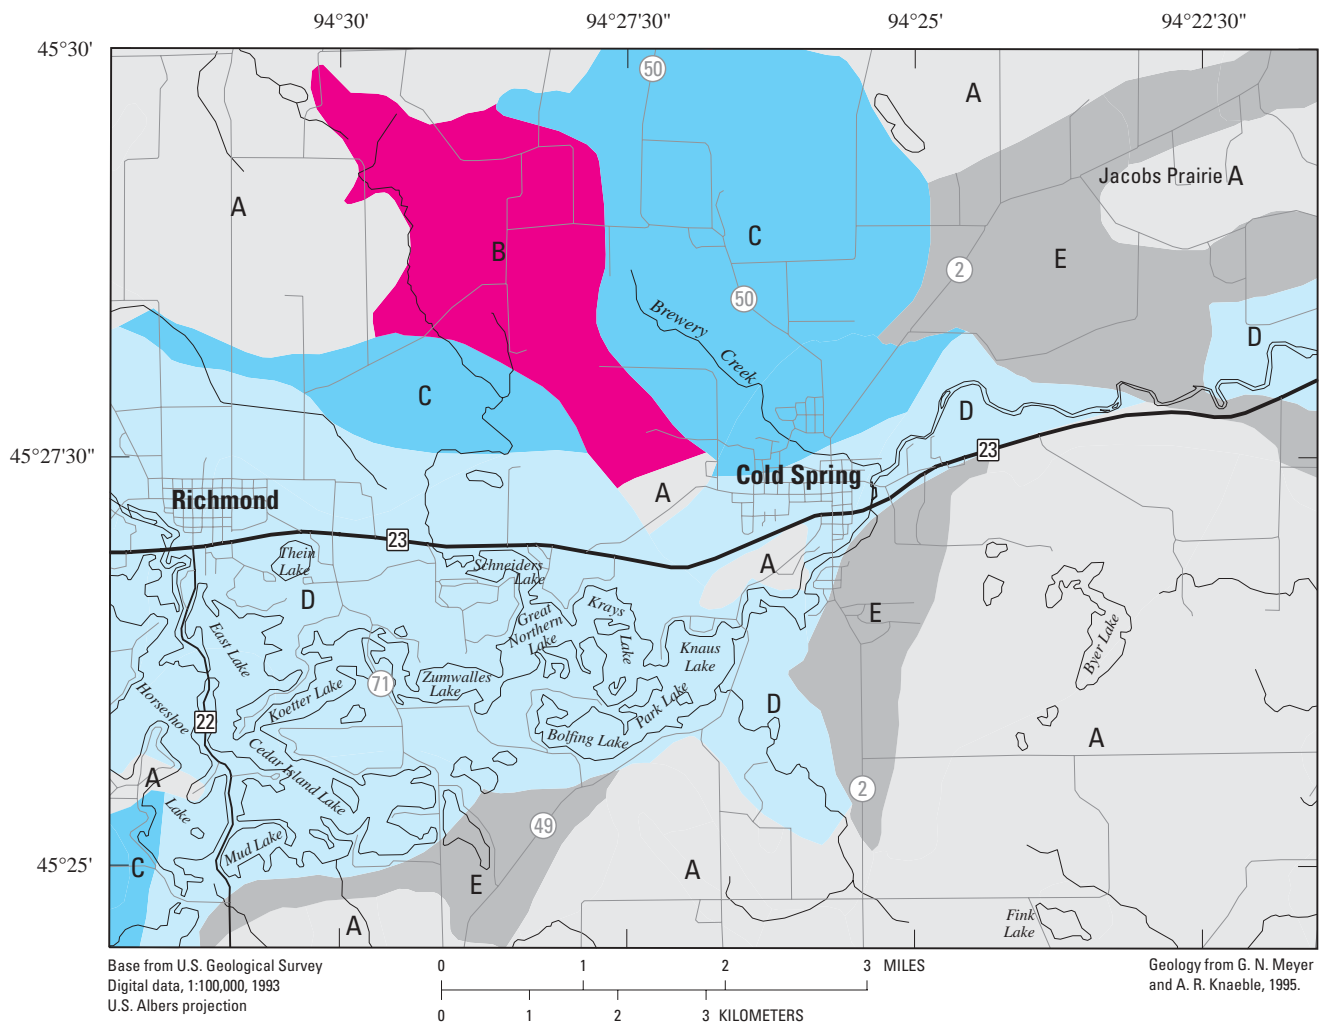 94°30' 94°27'30" 94°25' 94°22'30"
45°30'
50
A
Jacobs Prairie A
A
B
C
E
2
50
Brewery
Creek
D
C
D
45°27'30"
23
Cold Spring
A
Richmond
23
Thein
Lake
Schneiders
Lake
A
D
Great
Northern
Lake
Krays
Lake
E
Byer Lake
East Lake
Knaus
Lake
Zumwalles
Lake
71
Koetter Lake
Park Lake
D
Horseshoe
Lake
22
Bolfing Lake
A
Cedar Island Lake
A
2
49
Mud Lake
45°25'
C
E
A
A
Fink
Lake
Base from U.S. Geological Survey
Digital data, 1:100,000, 1993
U.S. Albers projection
0 1 2 3 MILES
0 1 2 3 KILOMETERS
Geology from G. N. Meyer
and A. R. Knaeble, 1995.